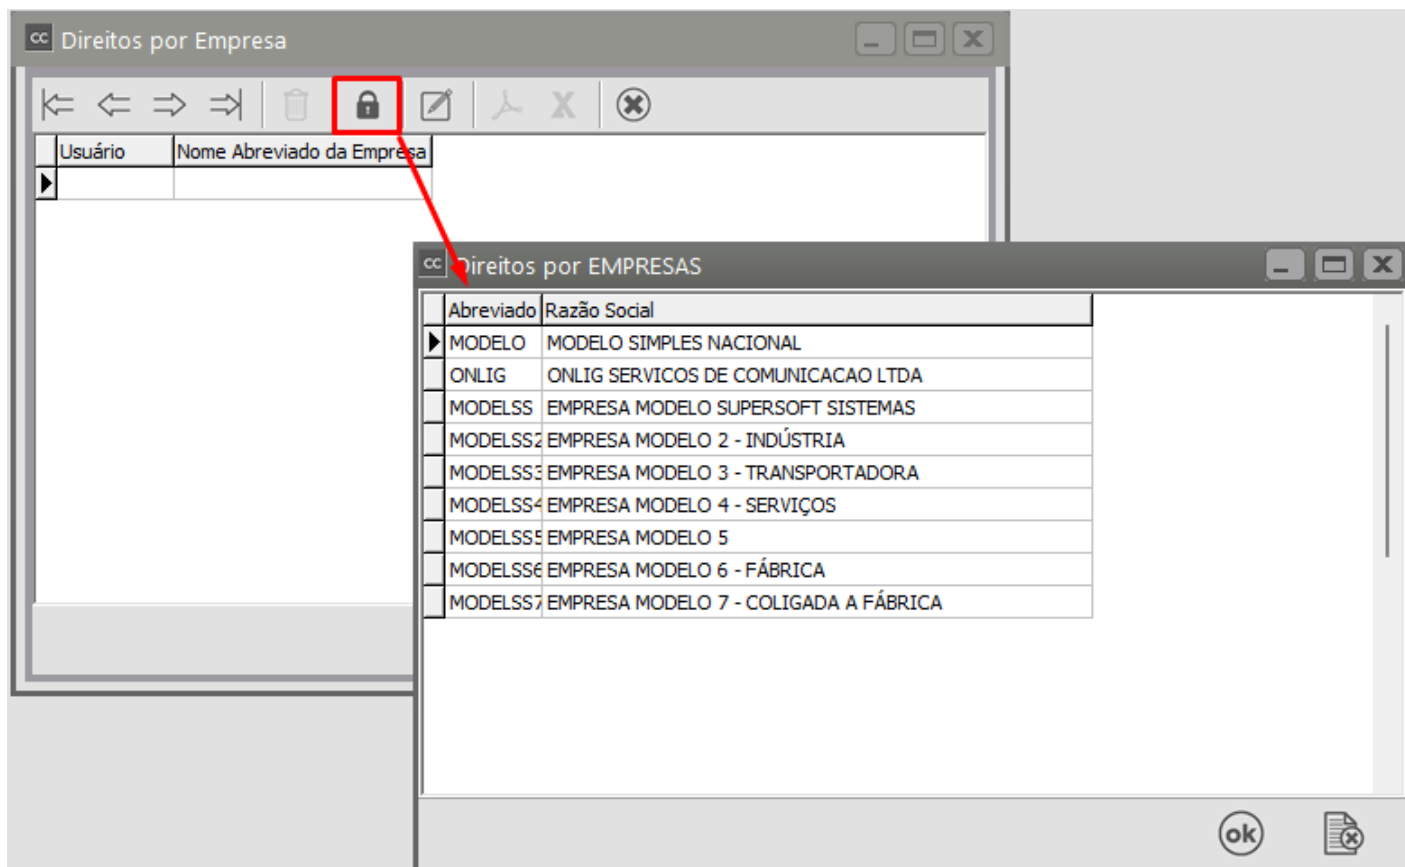 cc Direitos por Empresa
Usuário Nome Abreviado da Empresa
cc Direitos por EMPRESAS
Abreviado Razão Social
MODELO MODELO SIMPLES NACIONAL
ONLIG ONLIG SERVICOS DE COMUNICACAO LTDA
MODELSS EMPRESA MODELO SUPERSOFT SISTEMAS
MODELSS2 EMPRESA MODELO 2 - INDÚSTRIA
MODELSS3 EMPRESA MODELO 3 - TRANSPORTADORA
MODELSS4 EMPRESA MODELO 4 - SERVIÇOS
MODELSS5 EMPRESA MODELO 5
MODELSS6 EMPRESA MODELO 6 - FÁBRICA
MODELSS7 EMPRESA MODELO 7 - COLIGADA A FÁBRICA
ok